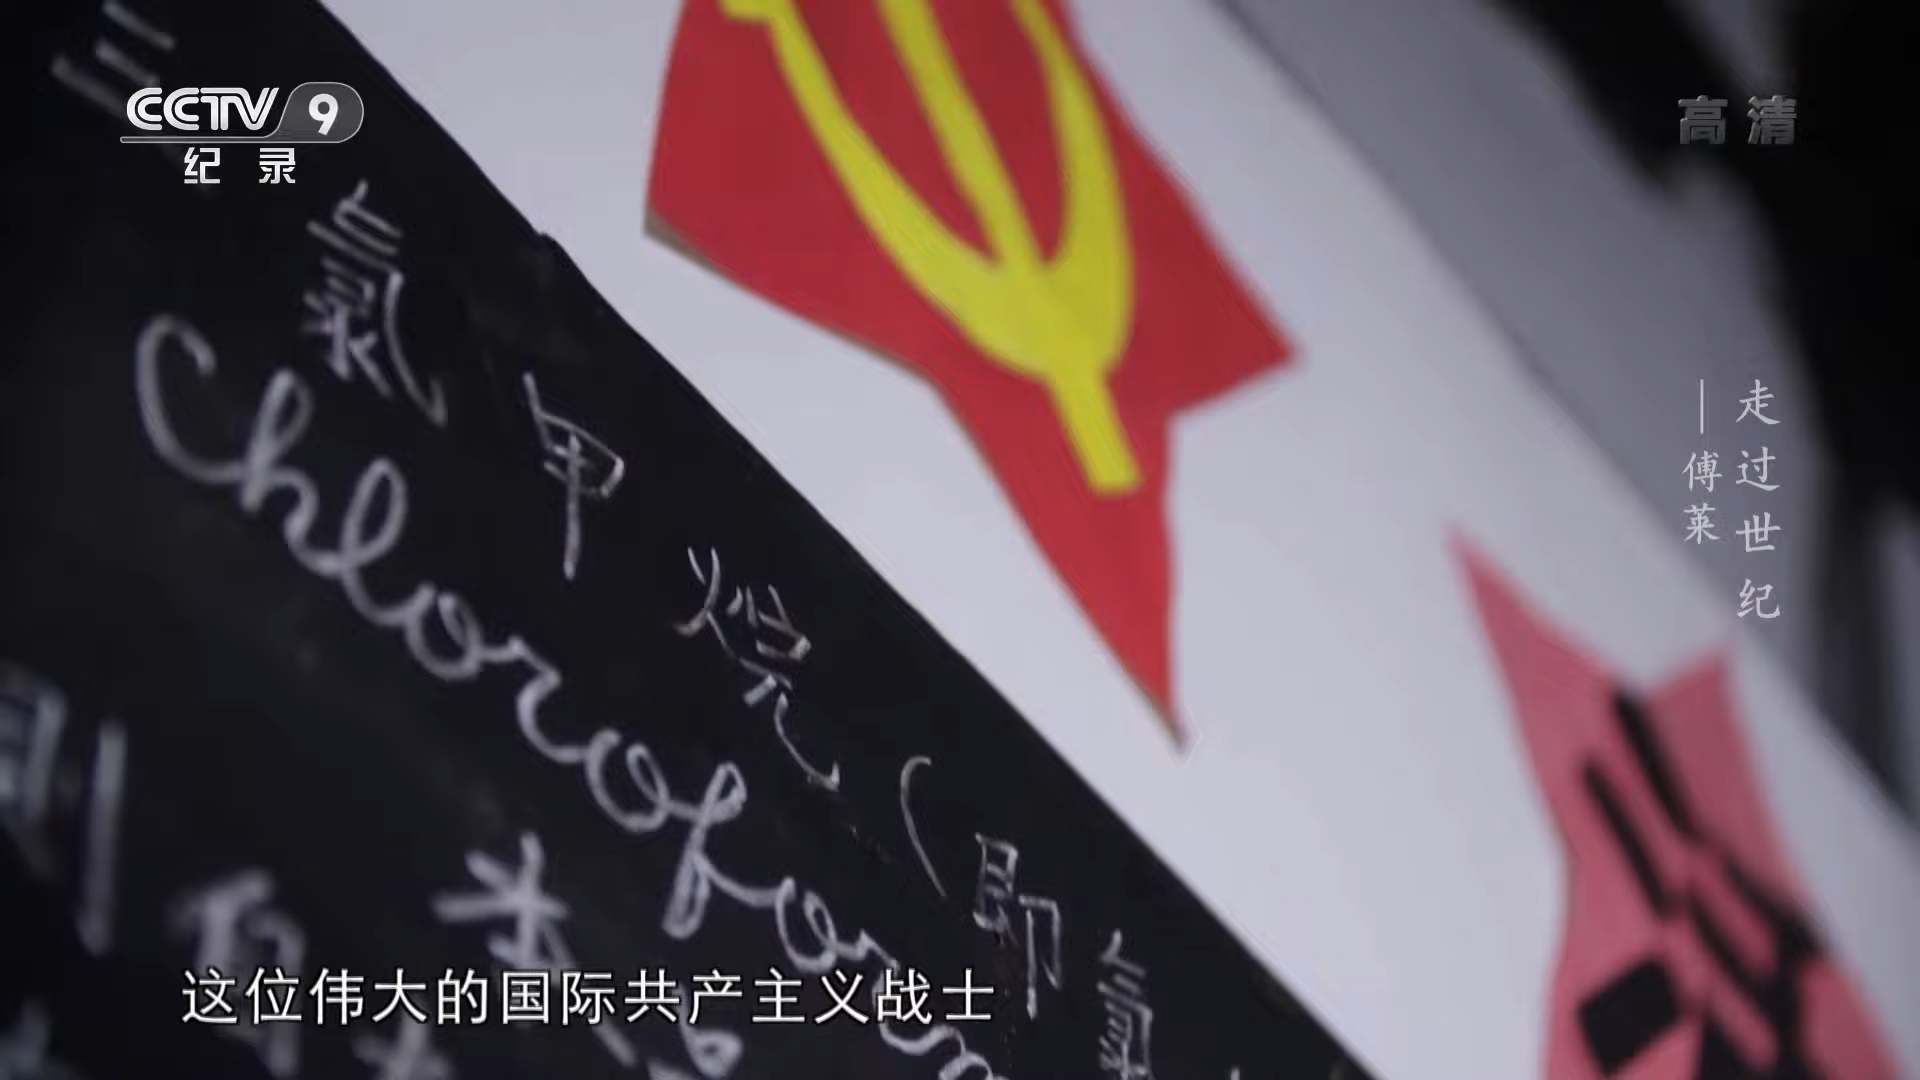 CCTV 9
纪录
高清
走过世纪
—傅莱
三氯甲烷(即氯
Chloroform
这位伟大的国际共产主义战士